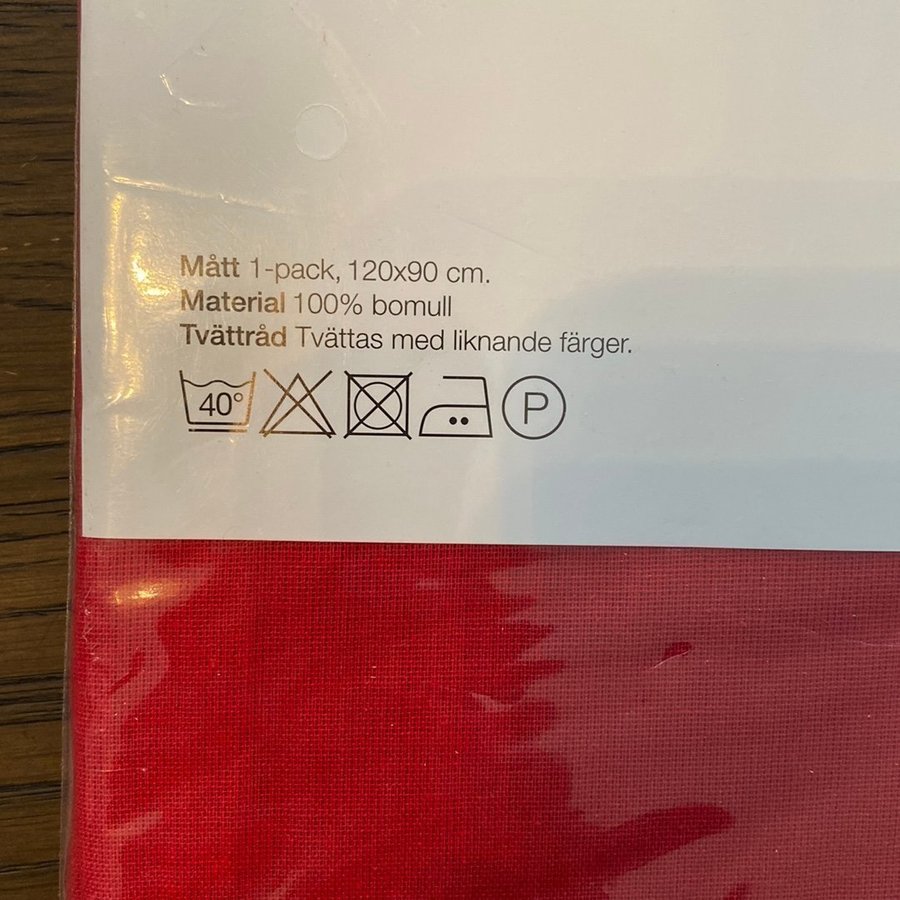 Mått 1-pack, 120x90 cm.
Material 100% bomull
Tvättråd Tvättas med liknande färger.
40° P